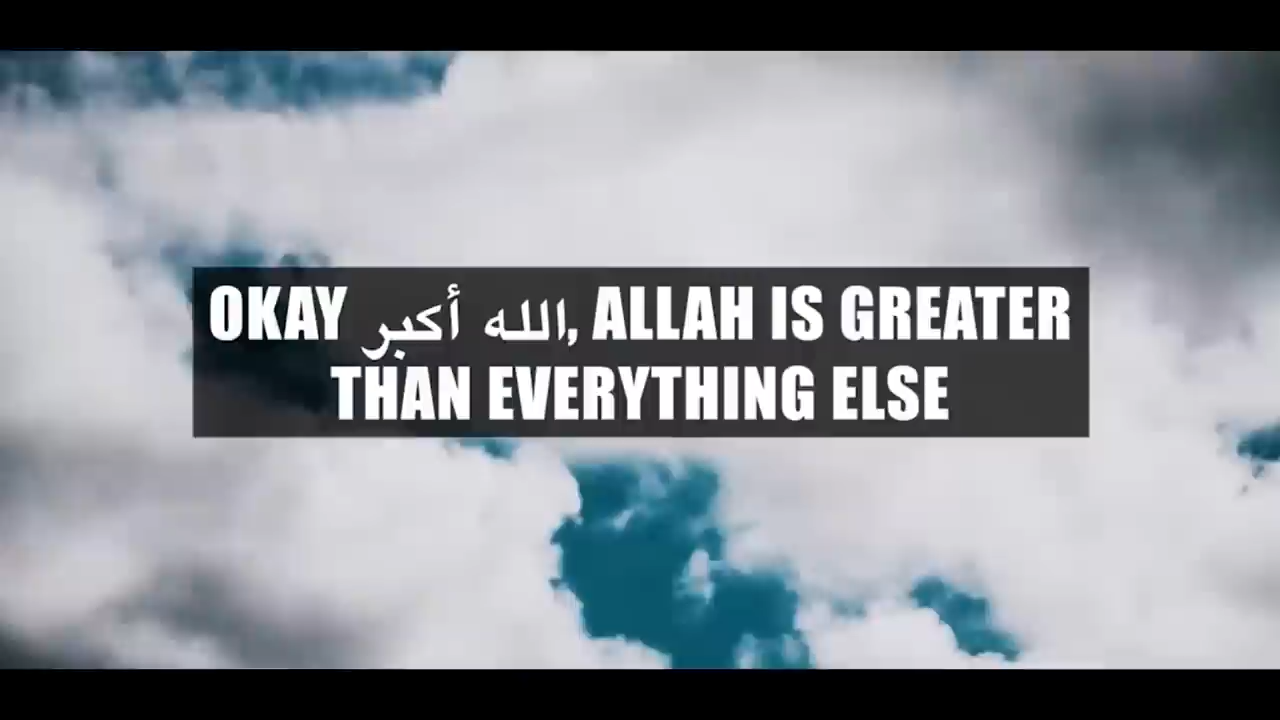 OKAY الله أكبر, ALLAH IS GREATER
THAN EVERYTHING ELSE